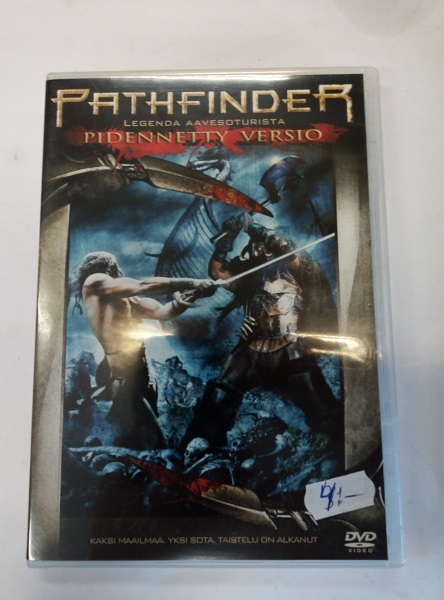 PATHFINDER
LEGENDA AAVESOTURISTA
PIDENNETTY VERSIO
KAKSI MAAILMAA. YKSI SOTA. TAISTELU ON ALKANUT
DVD
VIDEO